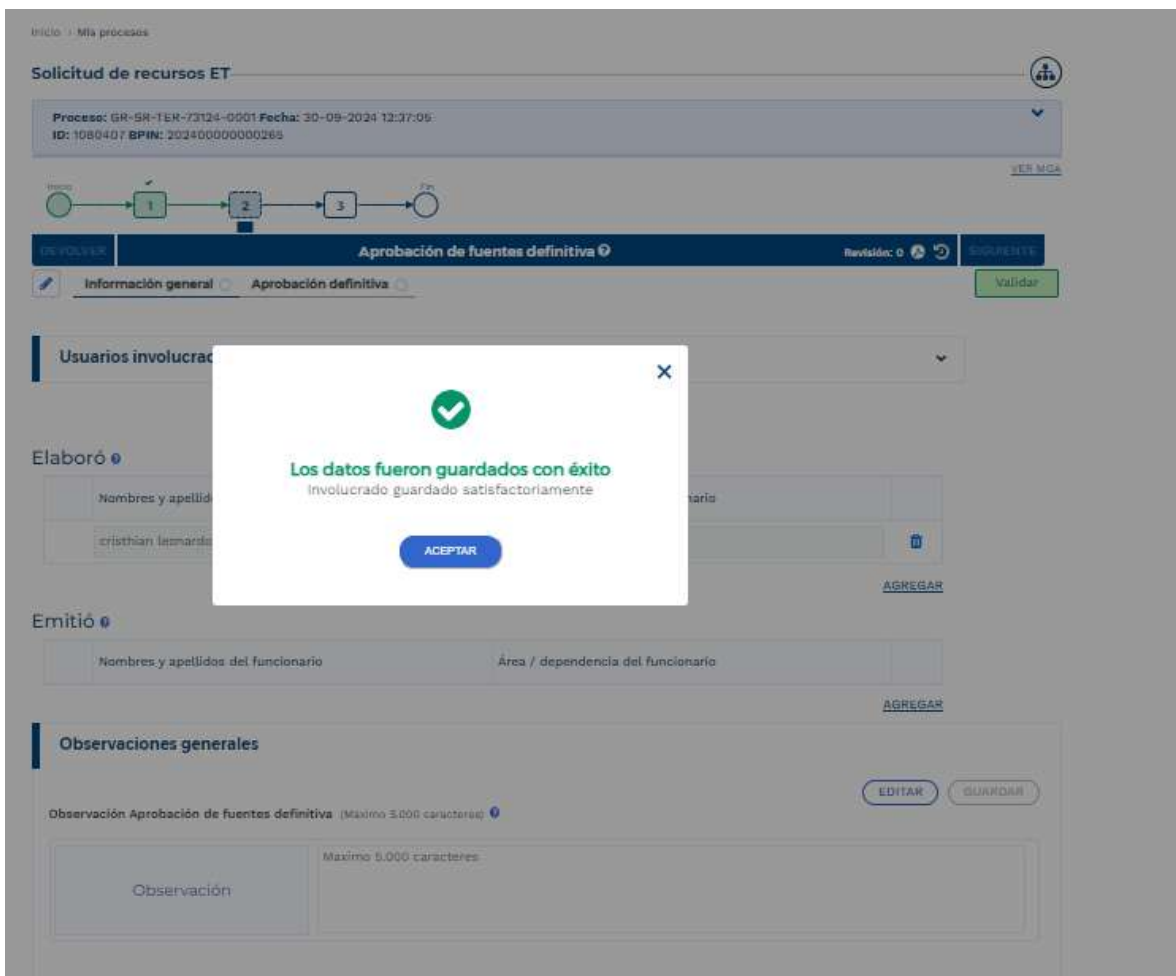 Inicio > Mis procesos
Solicitud de recursos ET
Proceso: GR-SR-TER-73124-0001 Fecha: 30-09-2024 12:37:05
ID: 1080407 BPIN: 202400000000265
VER MGA
Inicio 1 2 3 Fin
DEVOLVER Aprobación de fuentes definitiva Revisión: 0 SIGUIENTE
Información general Aprobación definitiva Validar
Usuarios involucrad
Los datos fueron guardados con éxito
Involucrado guardado satisfactoriamente
ACEPTAR
Elaboró
Nombres y apellid nario
cristhian leonardo
AGREGAR
Emitió
Nombres y apellidos del funcionario Área / dependencia del funcionario
AGREGAR
Observaciones generales
EDITAR GUARDAR
Observación Aprobación de fuentes definitiva (Maximo 5.000 caracteres)
Maximo 5.000 caracteres
Observación